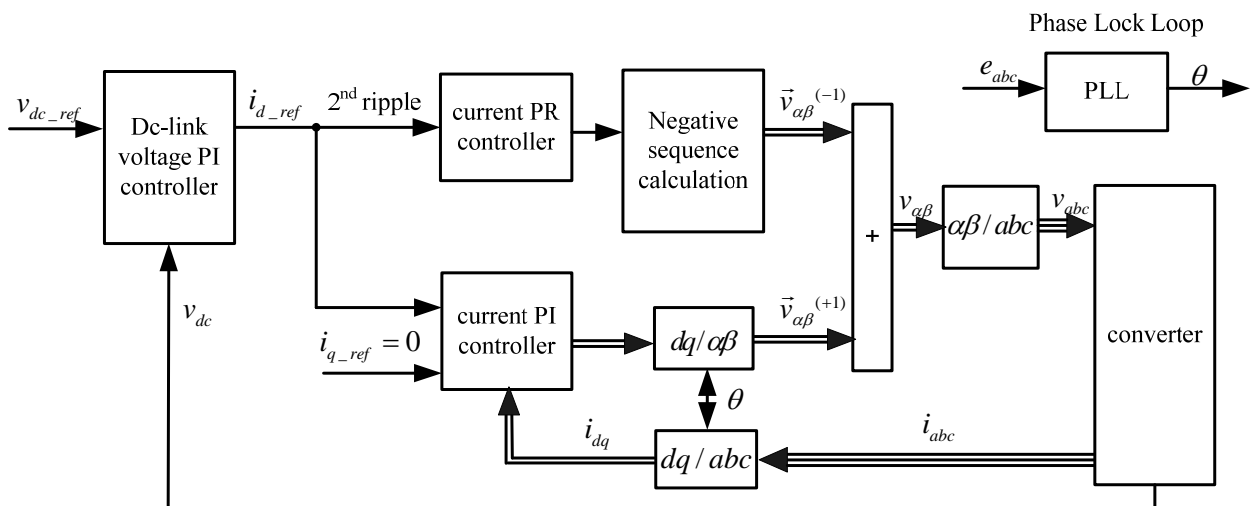 Phase Lock Loop
e_abc
PLL
θ
v_dc_ref
Dc-link
voltage PI
controller
i_d_ref
2nd ripple
current PR
controller
Negative
sequence
calculation
v⃗_αβ^(-1)
+
v_αβ
αβ/abc
v_abc
converter
v_dc
i_q_ref = 0
current PI
controller
dq/αβ
v⃗_αβ^(+1)
θ
i_dq
dq/abc
i_abc